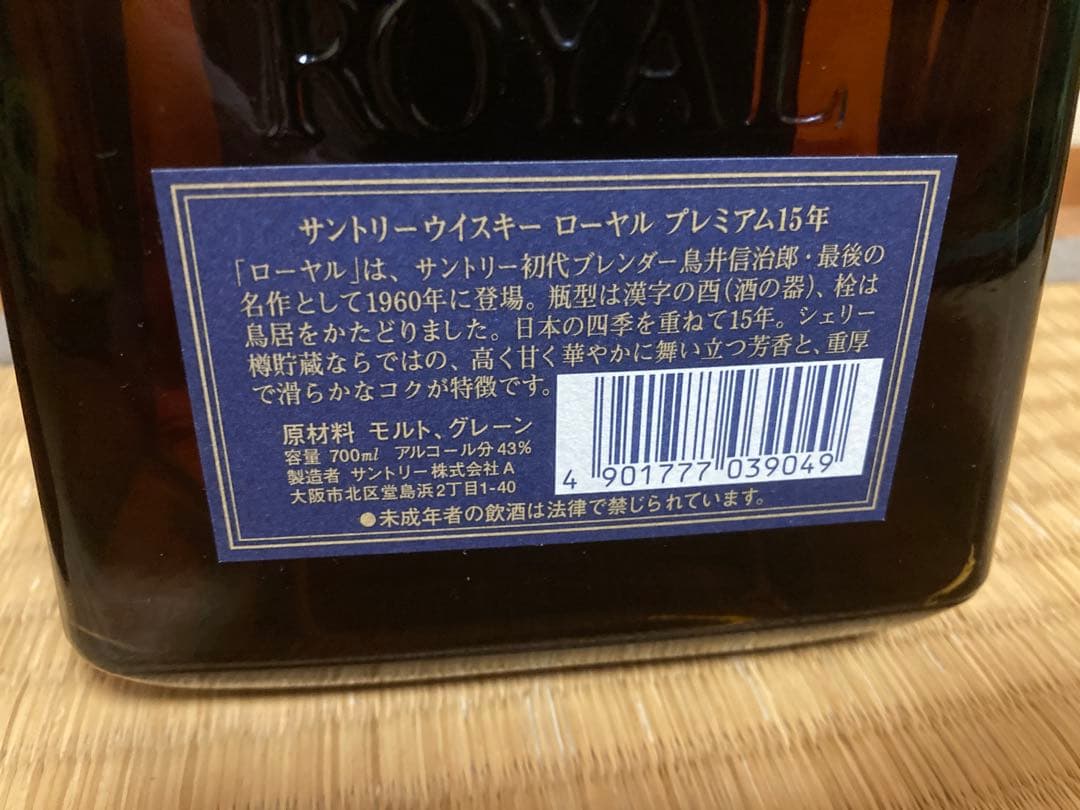 ROYAL
サントリーウイスキー ローヤル プレミアム15年
「ローヤル」は、サントリー初代ブレンダー鳥井信治郎・最後の
名作として1960年に登場。瓶型は漢字の酉(酒の器)、栓は
鳥居をかたどりました。日本の四季を重ねて15年。シェリー
樽貯蔵ならではの、高く甘く華やかに舞い立つ芳香と、重厚
で滑らかなコクが特徴です。
原材料 モルト、グレーン
容量 700ml アルコール分43%
製造者 サントリー株式会社A
大阪市北区堂島浜2丁目1-40
4 901777 039049
●未成年者の飲酒は法律で禁じられています。